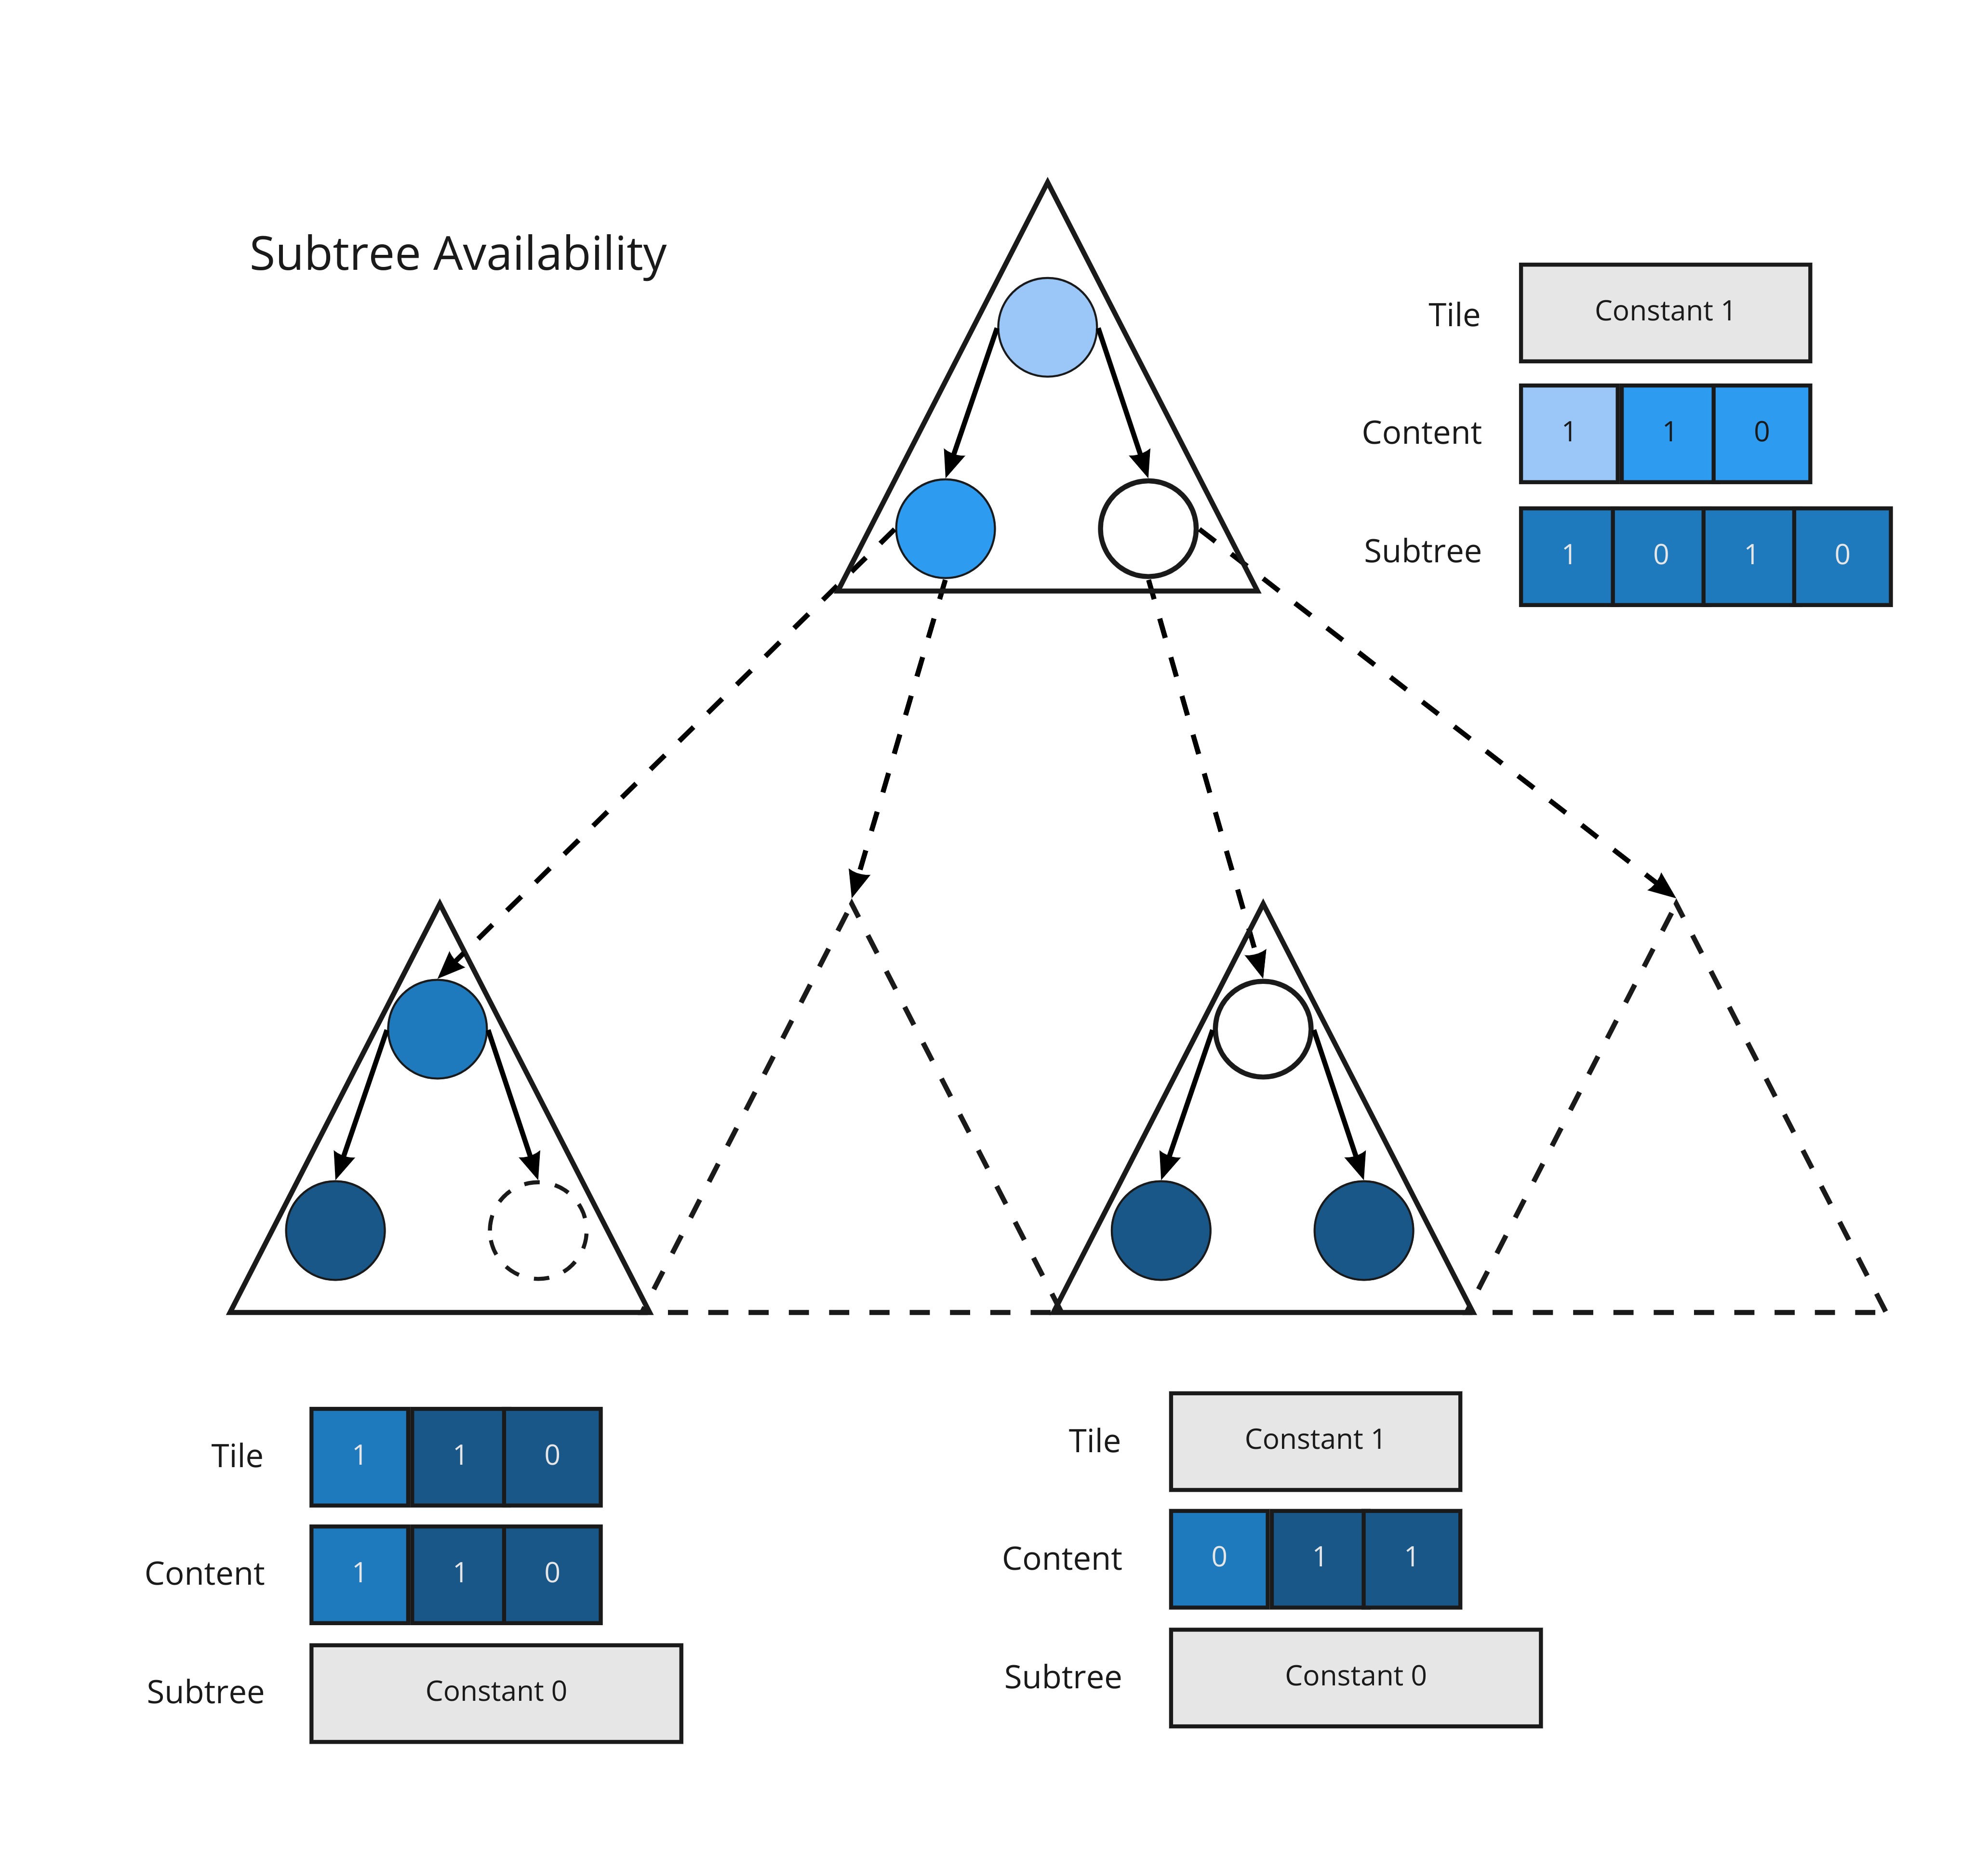 Subtree Availability
Tile Constant 1
Content 1 1 0
Subtree 1 0 1 0
Tile 1 1 0
Content 1 1 0
Subtree Constant 0
Tile Constant 1
Content 0 1 1
Subtree Constant 0